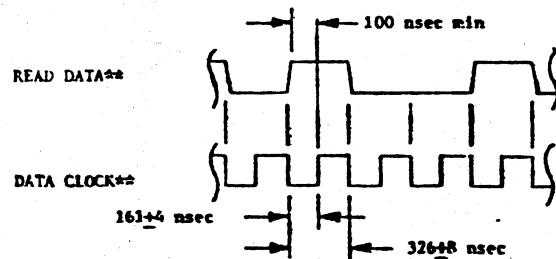 100 nsec min
READ DATA**
DATA CLOCK**
161±4 nsec
326±8 nsec